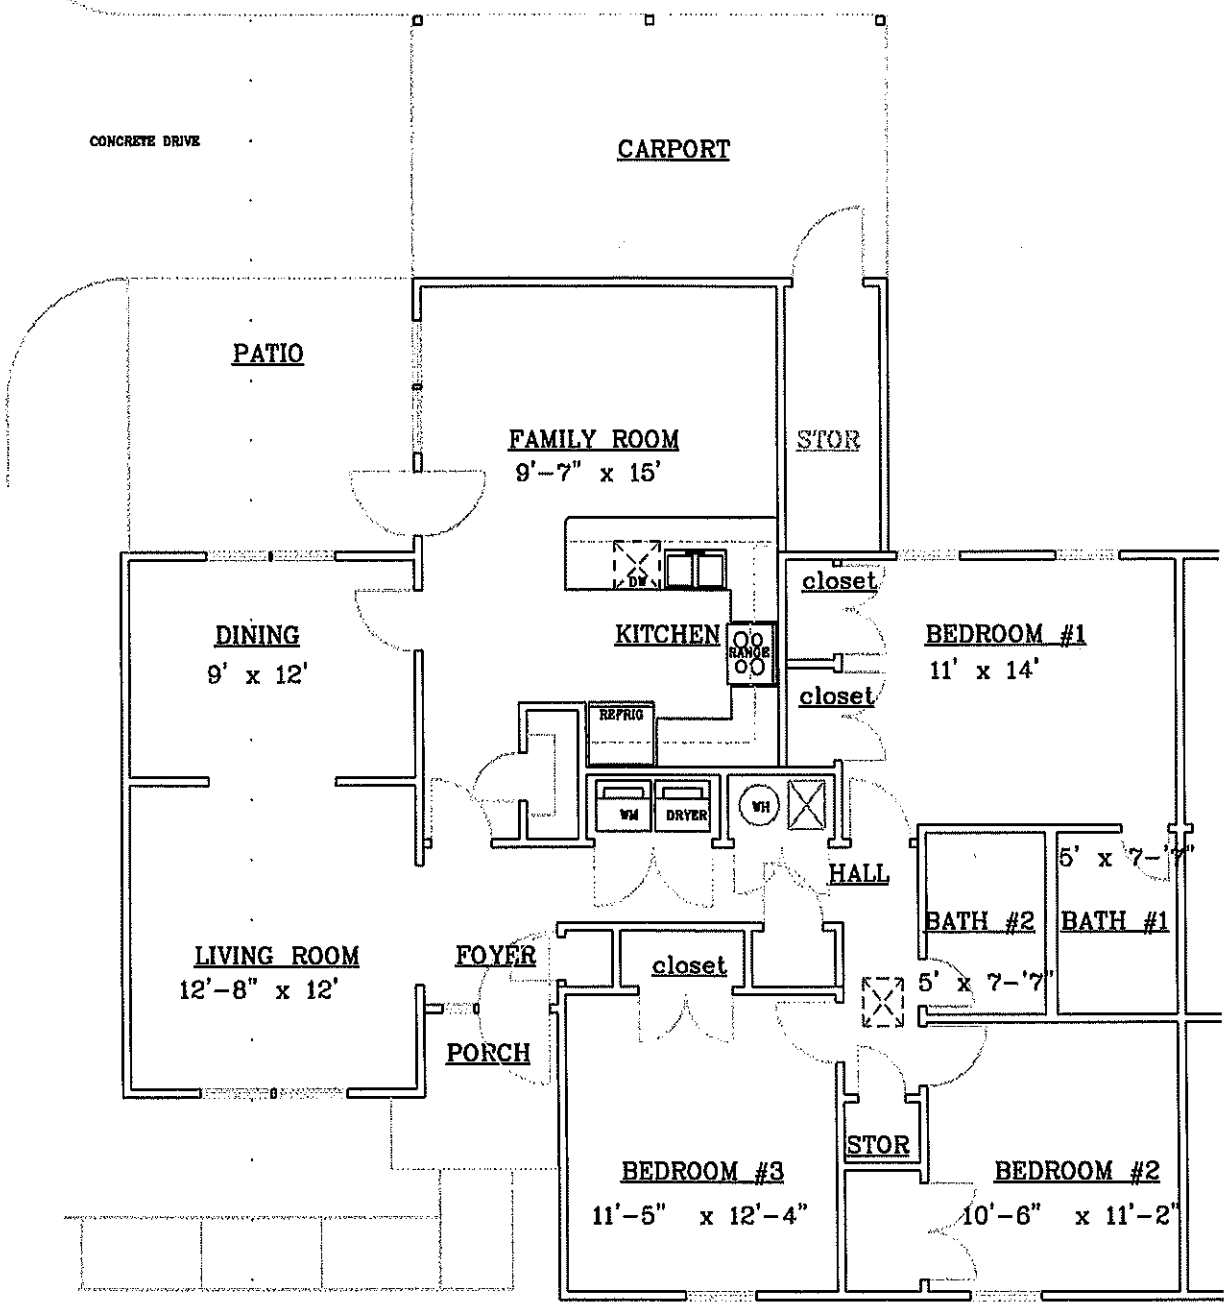 CONCRETE DRIVE
CARPORT
PATIO
FAMILY ROOM
9'-7" x 15'
STOR
DW
closet
DINING
9' x 12'
KITCHEN
RANGE
BEDROOM #1
11' x 14'
closet
REFRIG
WM
DRYER
WH
HALL
5' x 7-'7"
BATH #2
BATH #1
LIVING ROOM
12'-8" x 12'
FOYER
closet
5' x 7-'7"
PORCH
STOR
BEDROOM #3
11'-5" x 12'-4"
BEDROOM #2
10'-6" x 11'-2"